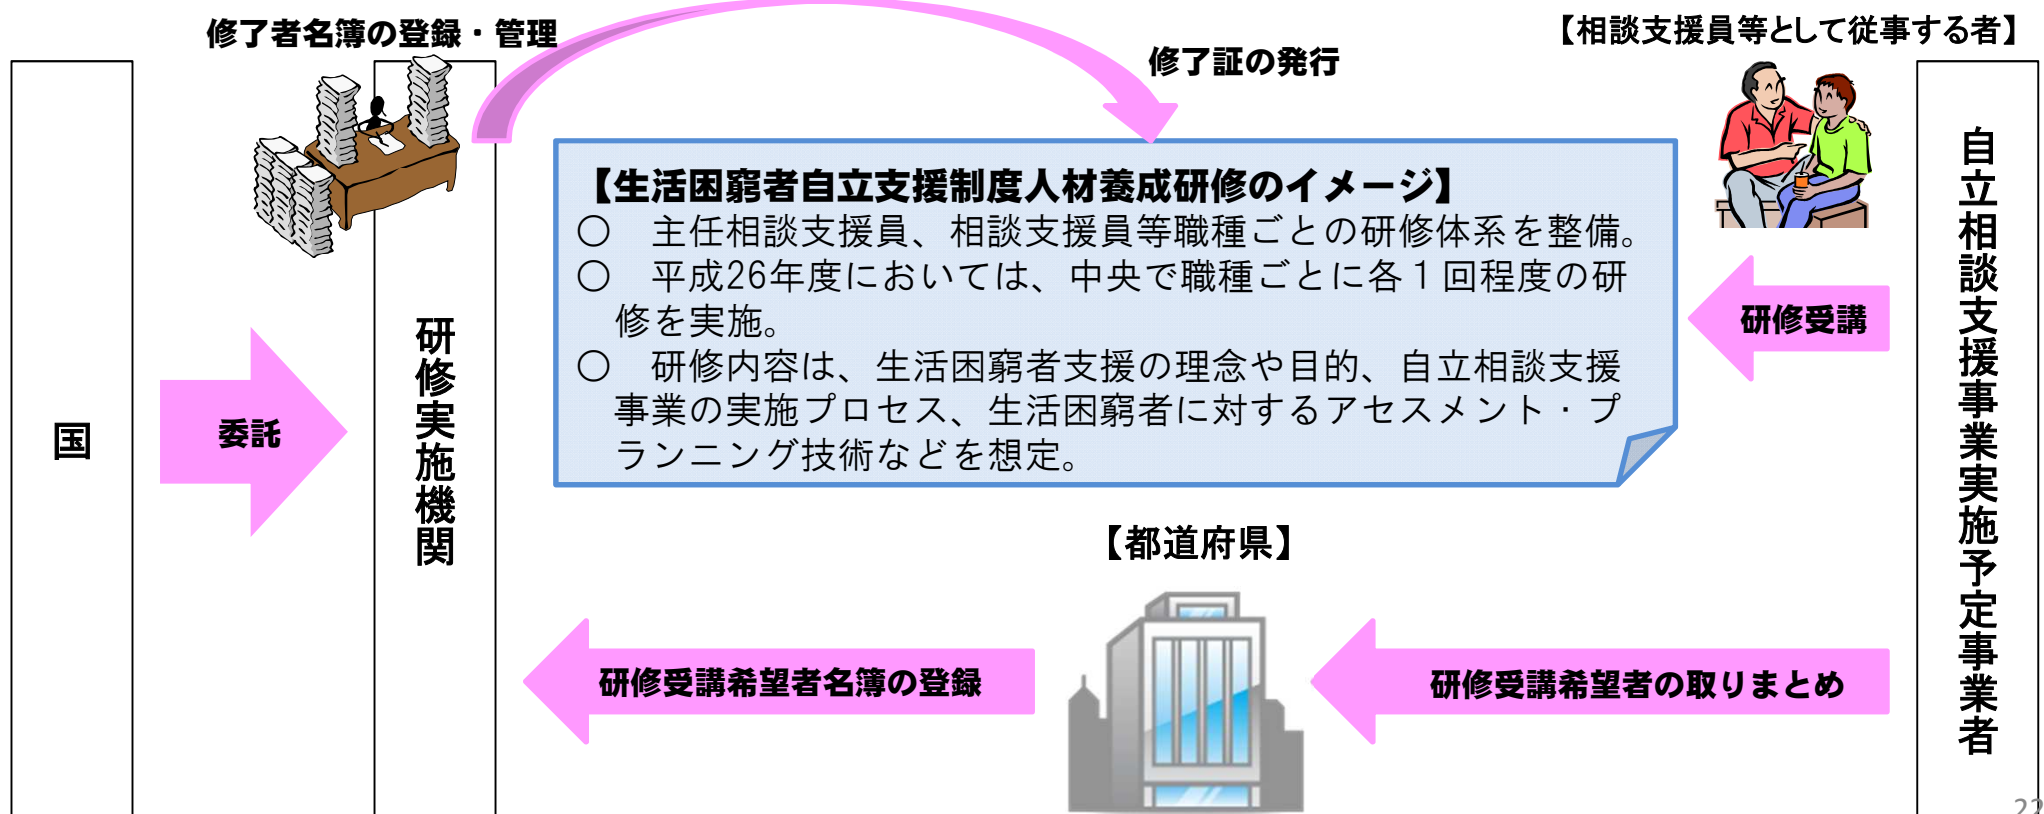 修了者名簿の登録・管理
修了証の発行
【相談支援員等として従事する者】
国
委託
研修実施機関
【生活困窮者自立支援制度人材養成研修のイメージ】
○　主任相談支援員、相談支援員等職種ごとの研修体系を整備。
○　平成26年度においては、中央で職種ごとに各１回程度の研
修を実施。
○　研修内容は、生活困窮者支援の理念や目的、自立相談支援
事業の実施プロセス、生活困窮者に対するアセスメント・プ
ランニング技術などを想定。
研修受講
自立相談支援事業実施予定事業者
【都道府県】
研修受講希望者名簿の登録
研修受講希望者の取りまとめ
22